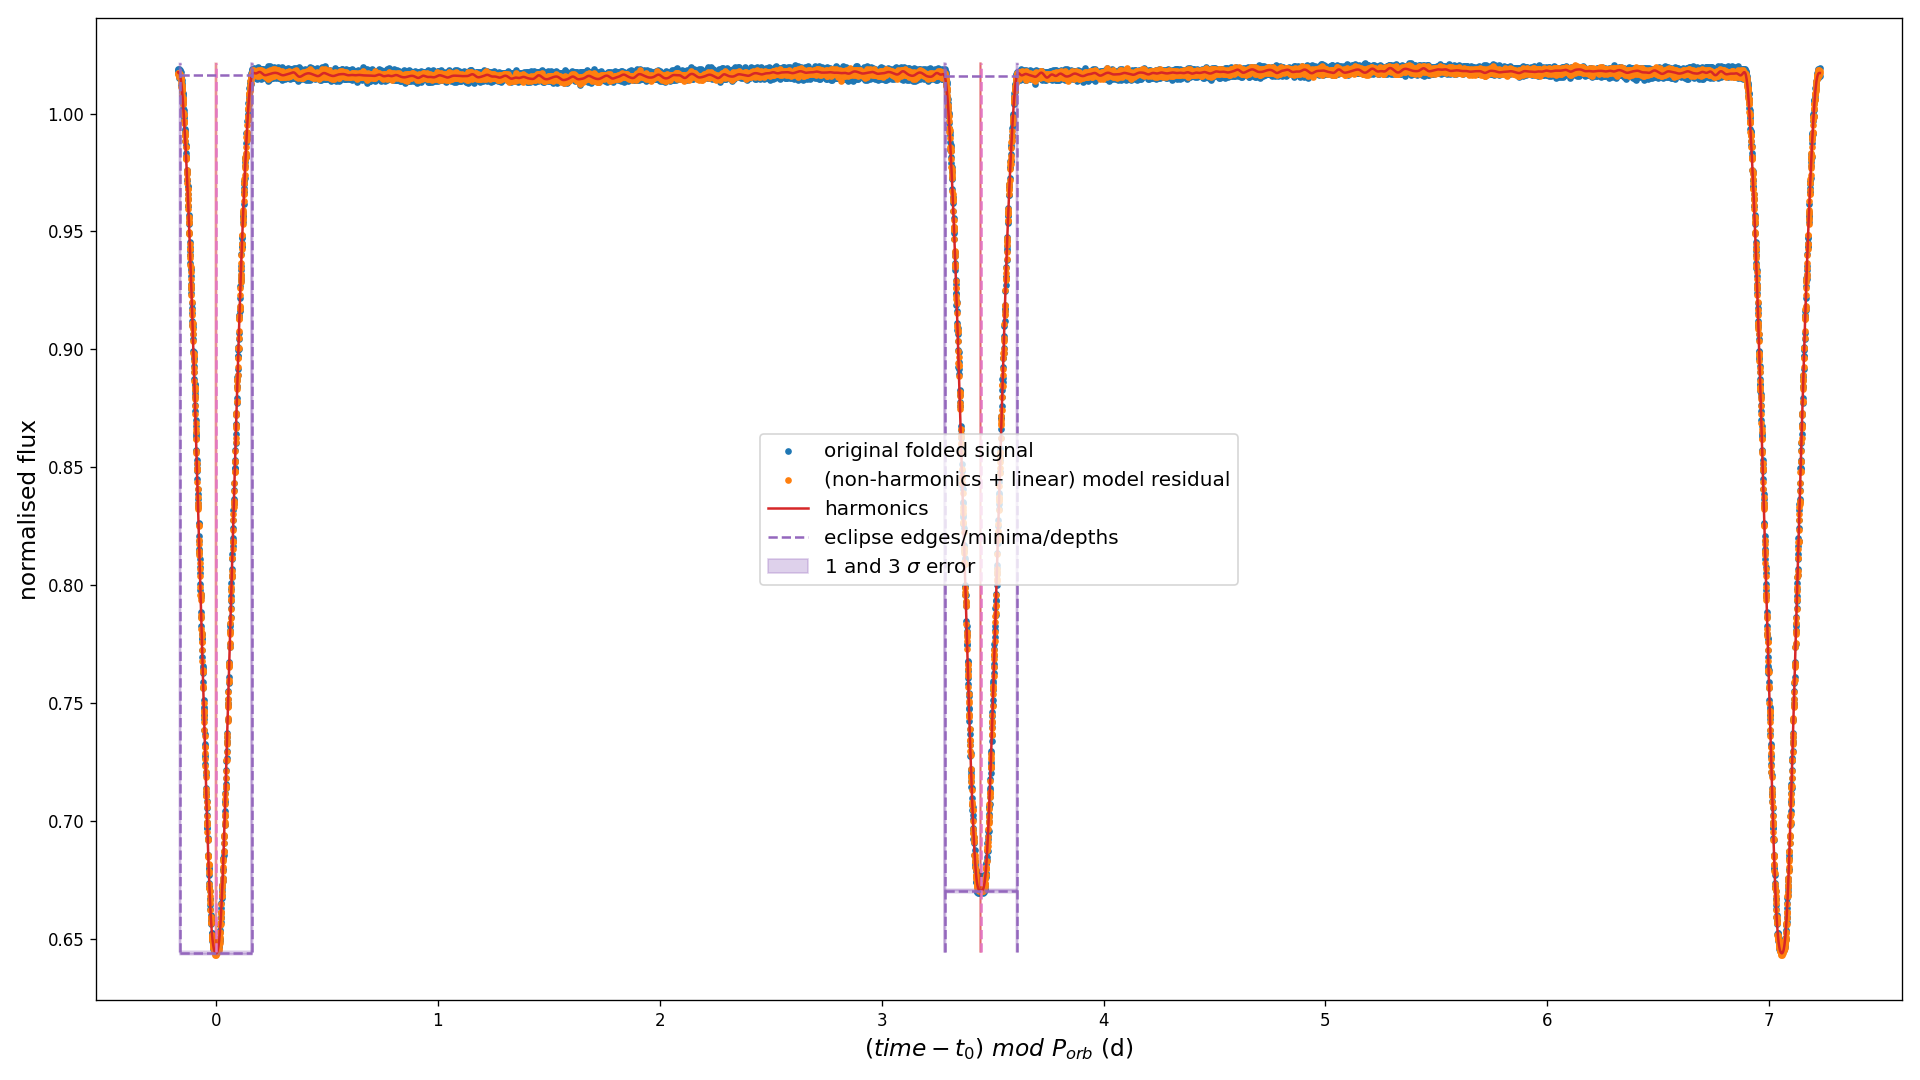 normalised flux
1.00
0.95
0.90
0.85
0.80
0.75
0.70
0.65
original folded signal
(non-harmonics + linear) model residual
harmonics
eclipse edges/minima/depths
1 and 3 σ error
0 1 2 3 4 5 6 7
(time − t₀) mod Pₒᵣb (d)